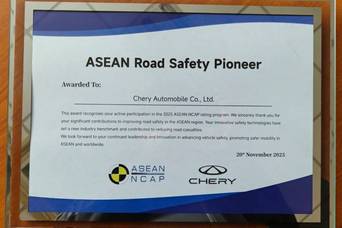 ASEAN Road Safety Pioneer
Awarded To:
Chery Automobile Co., Ltd.
This award recognizes your active participation in the 2025 ASEAN NCAP rating program. We sincerely thank you for
your significant contributions to improving road safety in the ASEAN region. Your innovative safety technologies have
set a new industry benchmark and contributed to reducing road casualties.
We look forward to your continued leadership and innovation in advancing vehicle safety, promoting safer mobility in
ASEAN and worldwide.
20th November 2025
ASEAN
NCAP
CHERY